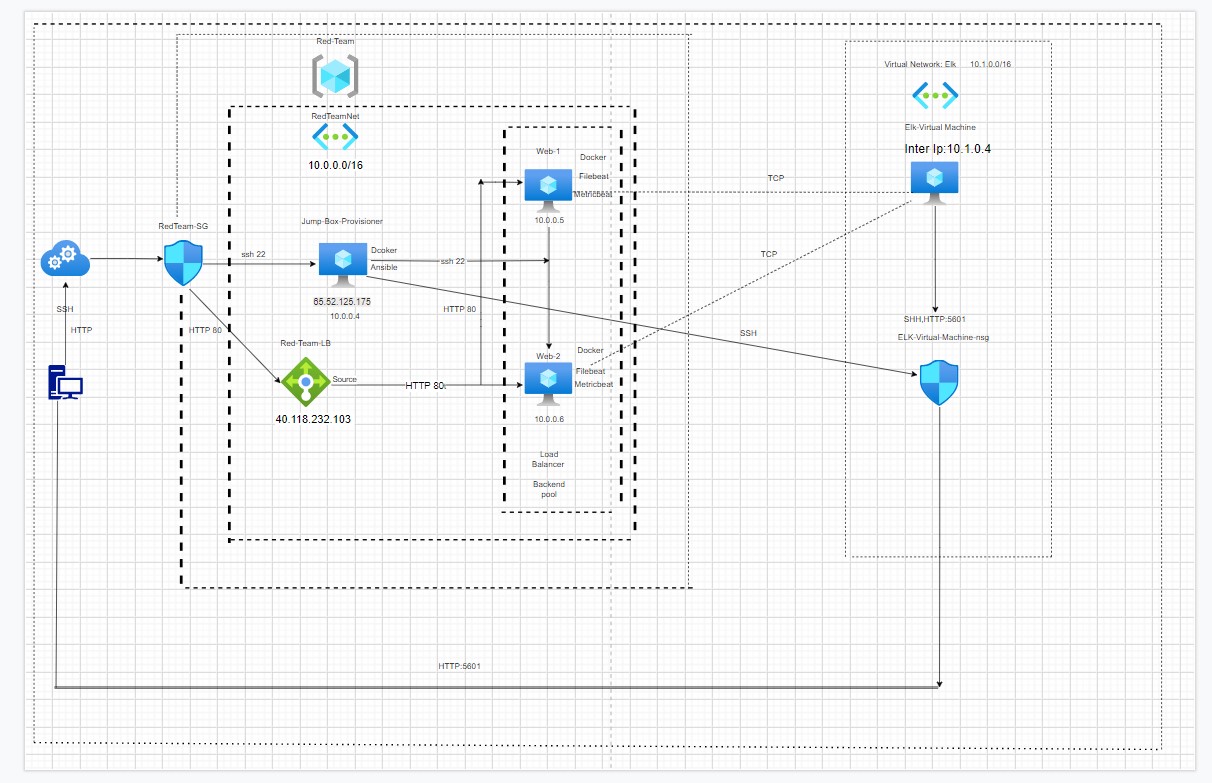 Red-Team
RedTeamNet
10.0.0.0/16
Virtual Network: Elk 10.1.0.0/16
Elk-Virtual Machine
Inter Ip:10.1.0.4
Web-1
Docker
Filebeat
Metricbeat
10.0.0.5
TCP
TCP
RedTeam-SG
Jump-Box-Provisioner
ssh 22
Dcoker
Ansible
ssh 22
65.52.125.175
10.0.0.4
SSH
HTTP
HTTP 80
HTTP 80
SSH
SHH,HTTP:5601
ELK-Virtual-Machine-nsg
Red-Team-LB
Source
HTTP 80:
40.118.232.103
Web-2
Docker
Filebeat
Metricbeat
10.0.0.6
Load
Balancer
Backend
pool
HTTP:5601